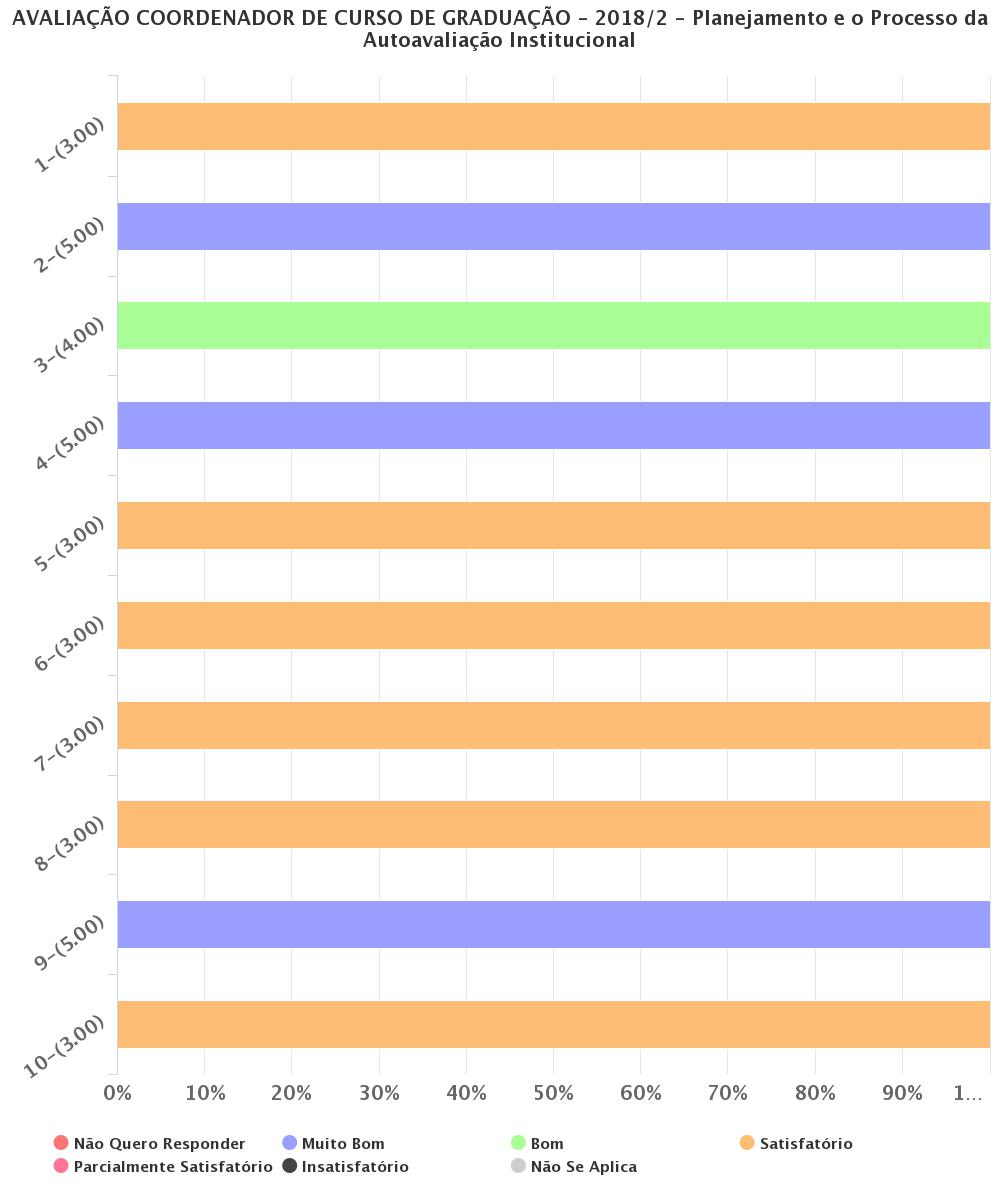 AVALIAÇÃO COORDENADOR DE CURSO DE GRADUAÇÃO - 2018/2 - Planejamento e o Processo da
Autoavaliação Institucional
1-(3.00)
2-(5.00)
3-(4.00)
4-(5.00)
5-(3.00)
6-(3.00)
7-(3.00)
8-(3.00)
9-(5.00)
10-(3.00)
0% 10% 20% 30% 40% 50% 60% 70% 80% 90% 1...
Não Quero Responder Muito Bom Bom Satisfatório
Parcialmente Satisfatório Insatisfatório Não Se Aplica